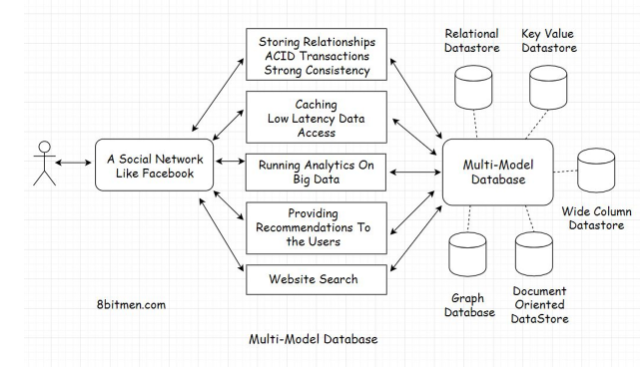 Storing Relationships
ACID Transactions
Strong Consistency
Relational
Datastore
Key Value
Datastore
Caching
Low Latency Data
Access
A Social Network
Like Facebook
Running Analytics On
Big Data
Multi-Model
Database
Wide Column
Datastore
Providing
Recommendations To
the Users
Website Search
Graph
Database
Document
Oriented
DataStore
8bitmen.com
Multi-Model Database